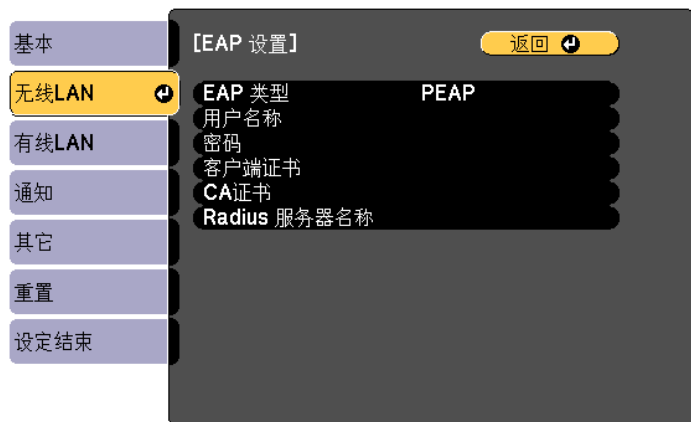 基本
无线LAN
有线LAN
通知
其它
重置
设定结束
[EAP 设置]
返回
EAP 类型 PEAP
用户名称
密码
客户端证书
CA证书
Radius 服务器名称